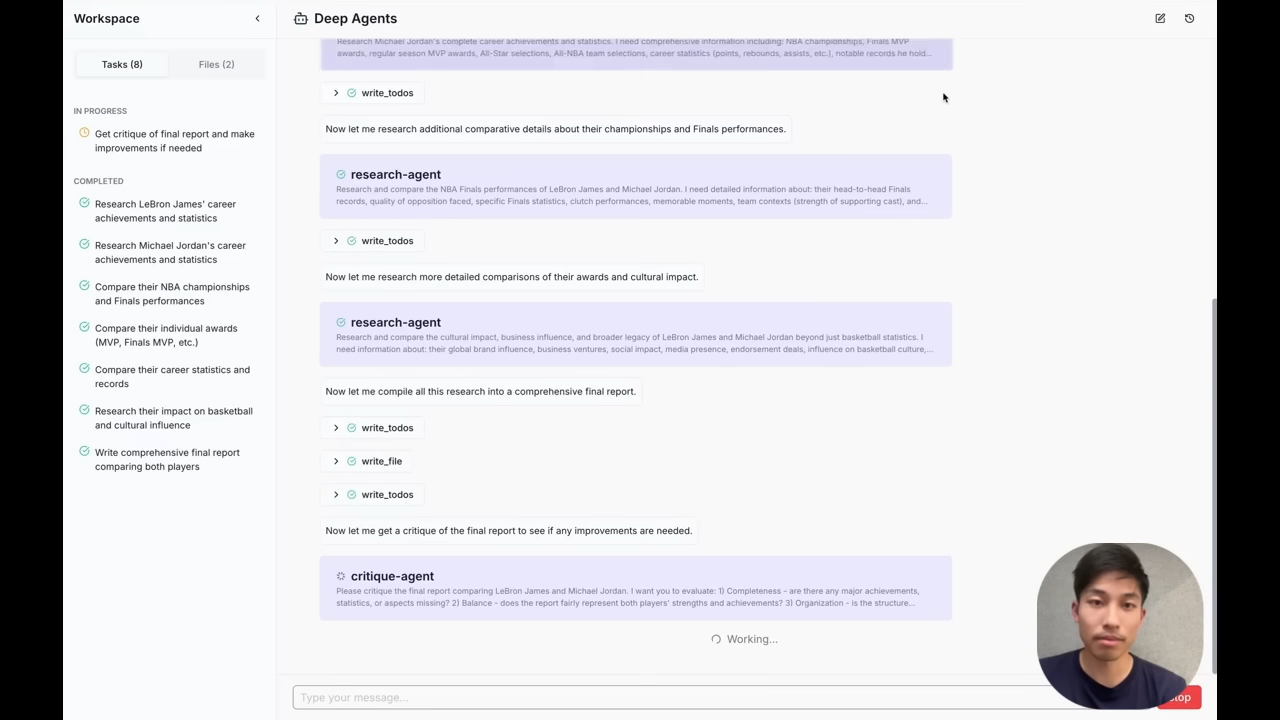 Workspace
Tasks (8)
Files (2)
IN PROGRESS
Get critique of final report and make
improvements if needed
COMPLETED
Research LeBron James' career
achievements and statistics
Research Michael Jordan's career
achievements and statistics
Compare their NBA championships
and Finals performances
Compare their individual awards
(MVP, Finals MVP, etc.)
Compare their career statistics and
records
Research their impact on basketball
and cultural influence
Write comprehensive final report
comparing both players
Deep Agents
Research Michael Jordan's complete career achievements and statistics. I need comprehensive information including: NBA championships, Finals MVP
awards, regular season MVP awards, All-Star selections, All-NBA team selections, career statistics (points, rebounds, assists, etc.), notable records he hold...
write_todos
Now let me research additional comparative details about their championships and Finals performances.
research-agent
Research and compare the NBA Finals performances of LeBron James and Michael Jordan. I need detailed information about: their head-to-head Finals
records, quality of opposition faced, specific Finals statistics, clutch performances, memorable moments, team contexts (strength of supporting cast), and...
write_todos
Now let me research more detailed comparisons of their awards and cultural impact.
research-agent
Research and compare the cultural impact, business influence, and broader legacy of LeBron James and Michael Jordan beyond just basketball statistics. I
need information about: their global brand influence, business ventures, social impact, media presence, endorsement deals, influence on basketball culture,...
Now let me compile all this research into a comprehensive final report.
write_todos
write_file
write_todos
Now let me get a critique of the final report to see if any improvements are needed.
critique-agent
Please critique the final report comparing LeBron James and Michael Jordan. I want you to evaluate: 1) Completeness - are there any major achievements,
statistics, or aspects missing? 2) Balance - does the report fairly represent both players' strengths and achievements? 3) Organization - is the structure...
Working...
Type your message...